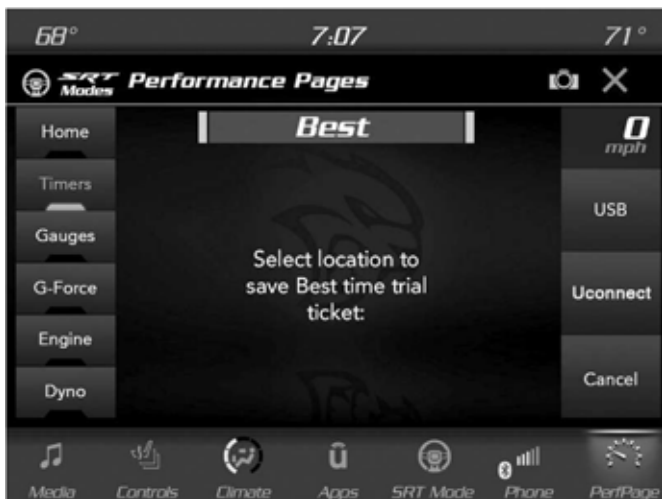 68°
7:07
71°
SRT
Modes
Performance Pages
Home
Timers
Gauges
G-Force
Engine
Dyno
Best
Select location to
save Best time trial
ticket:
0
mph
USB
Uconnect
Cancel
Media
Controls
Climate
Apps
SRT Mode
Phone
PerfPage